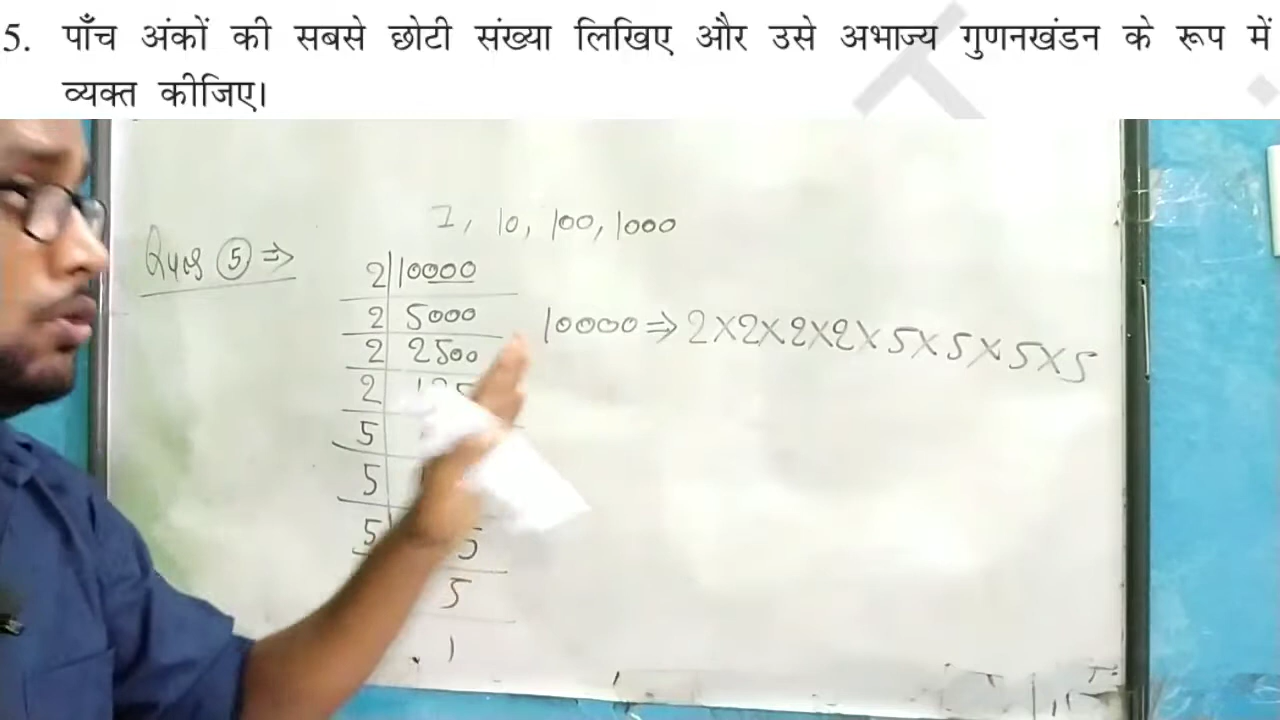 5. पाँच अंकों की सबसे छोटी संख्या लिखिए और उसे अभाज्य गुणनखंडन के रूप में
व्यक्त कीजिए।
1, 10, 100, 1000
Ques 5 ⇒
2 10000
2 5000
10000 ⇒ 2×2×2×2×5×5×5×5
2 2500
2
5
5
5 5
5
1